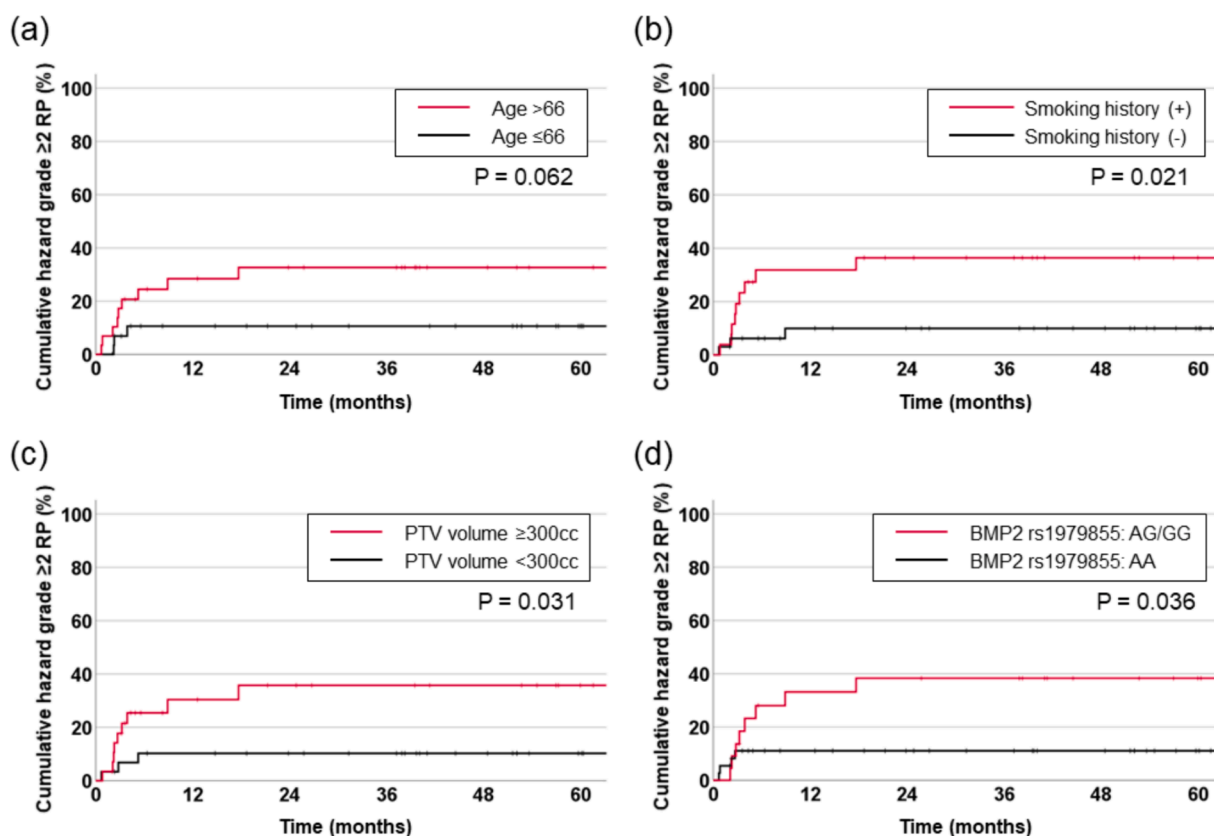 (a)
Cumulative hazard grade ≥2 RP (%)
100
80
60
40
20
0
Age >66
Age ≤66
P = 0.062
0 12 24 36 48 60
Time (months)
(b)
Cumulative hazard grade ≥2 RP (%)
100
80
60
40
20
0
Smoking history (+)
Smoking history (-)
P = 0.021
0 12 24 36 48 60
Time (months)
(c)
Cumulative hazard grade ≥2 RP (%)
100
80
60
40
20
0
PTV volume ≥300cc
PTV volume <300cc
P = 0.031
0 12 24 36 48 60
Time (months)
(d)
Cumulative hazard grade ≥2 RP (%)
100
80
60
40
20
0
BMP2 rs1979855: AG/GG
BMP2 rs1979855: AA
P = 0.036
0 12 24 36 48 60
Time (months)